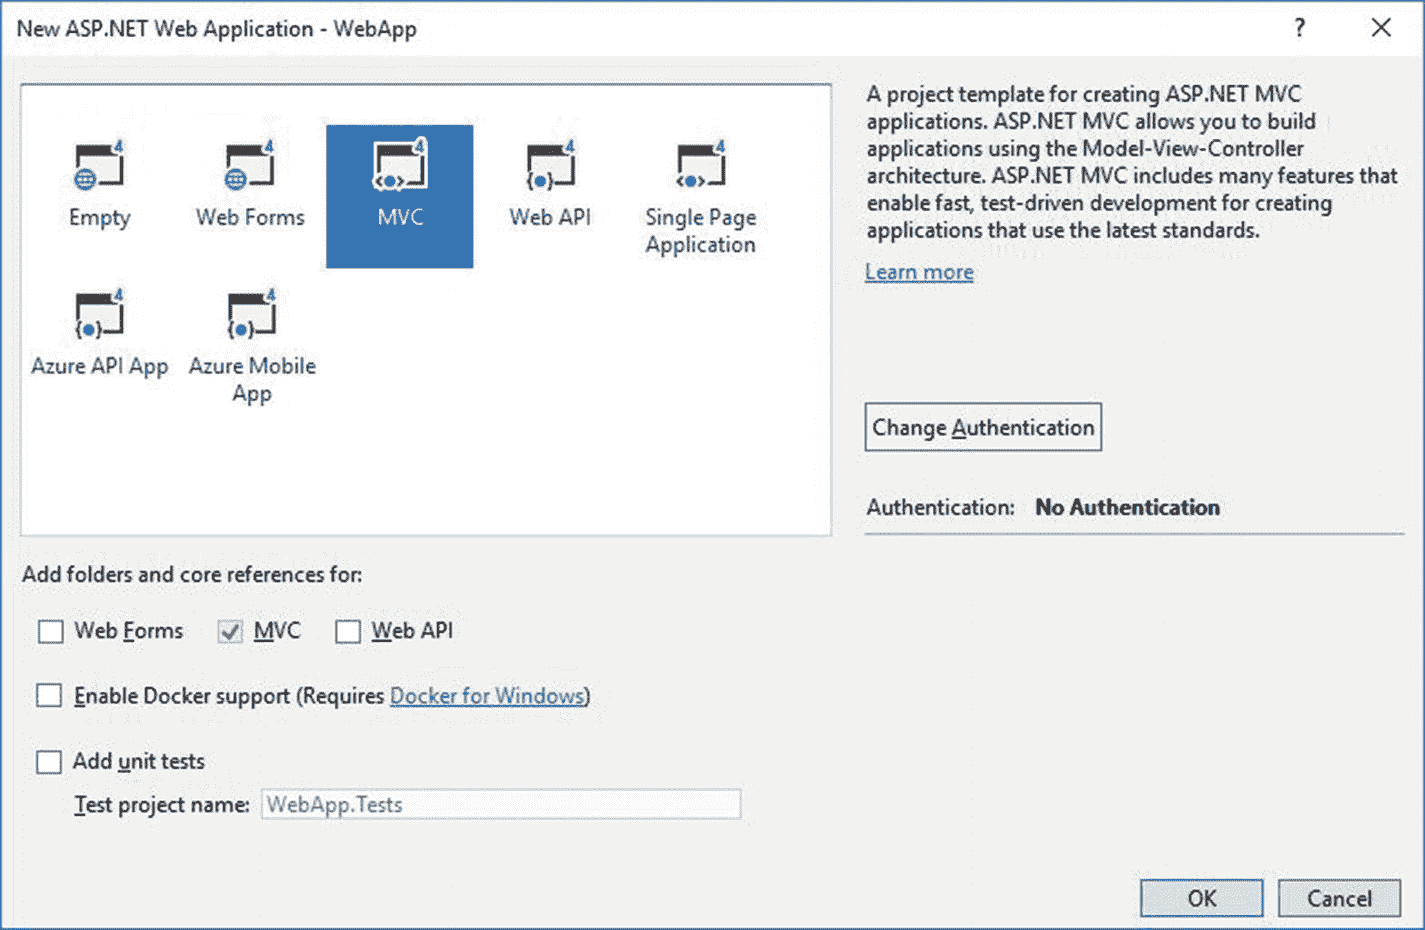 New ASP.NET Web Application - WebApp
?
4
4
4
4
4
Empty
Web Forms
MVC
Web API
Single Page
Application
4
4
Azure API App
Azure Mobile
App
A project template for creating ASP.NET MVC
applications. ASP.NET MVC allows you to build
applications using the Model-View-Controller
architecture. ASP.NET MVC includes many features that
enable fast, test-driven development for creating
applications that use the latest standards.
Learn more
Change Authentication
Authentication: No Authentication
Add folders and core references for:
Web Forms MVC Web API
Enable Docker support (Requires Docker for Windows)
Add unit tests
Test project name: WebApp.Tests
OK Cancel